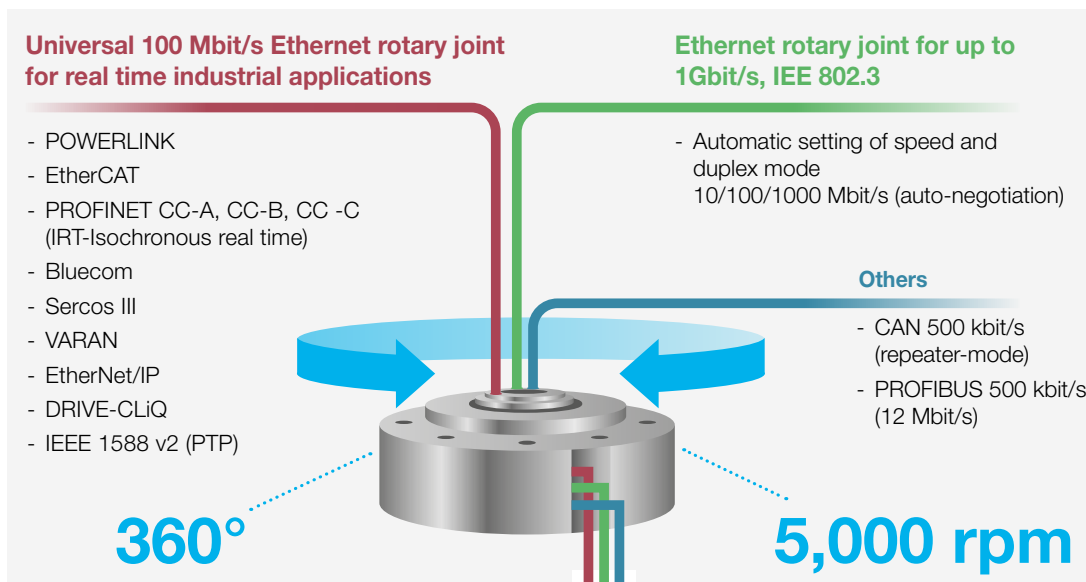 Universal 100 Mbit/s Ethernet rotary joint
for real time industrial applications
- POWERLINK
- EtherCAT
- PROFINET CC-A, CC-B, CC -C
(IRT-Isochronous real time)
- Bluecom
- Sercos III
- VARAN
- EtherNet/IP
- DRIVE-CLiQ
- IEEE 1588 v2 (PTP)
Ethernet rotary joint for up to
1Gbit/s, IEE 802.3
- Automatic setting of speed and
duplex mode
10/100/1000 Mbit/s (auto-negotiation)
Others
- CAN 500 kbit/s
(repeater-mode)
- PROFIBUS 500 kbit/s
(12 Mbit/s)
360°
5,000 rpm